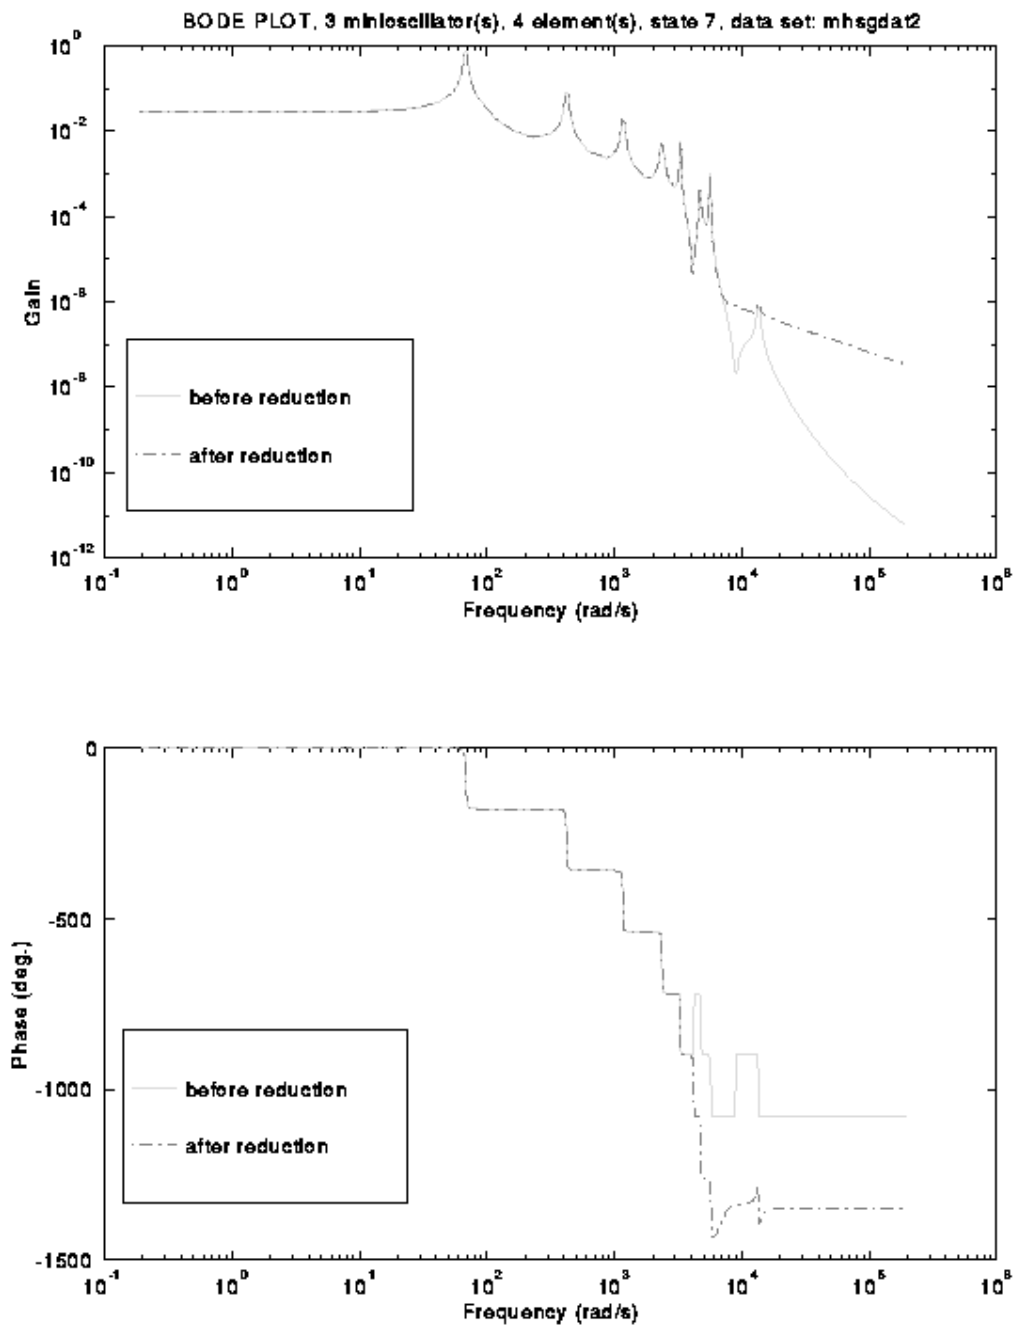 BODE PLOT, 3 minioscillator(s), 4 element(s), state 7, data set: mhsgdat2
10^0
10^-2
10^-4
10^-6
10^-8
10^-10
10^-12
Gain
before reduction
after reduction
10^-1 10^0 10^1 10^2 10^3 10^4 10^5 10^6
Frequency (rad/s)
0
-500
-1000
-1500
Phase (deg.)
before reduction
after reduction
10^-1 10^0 10^1 10^2 10^3 10^4 10^5 10^6
Frequency (rad/s)